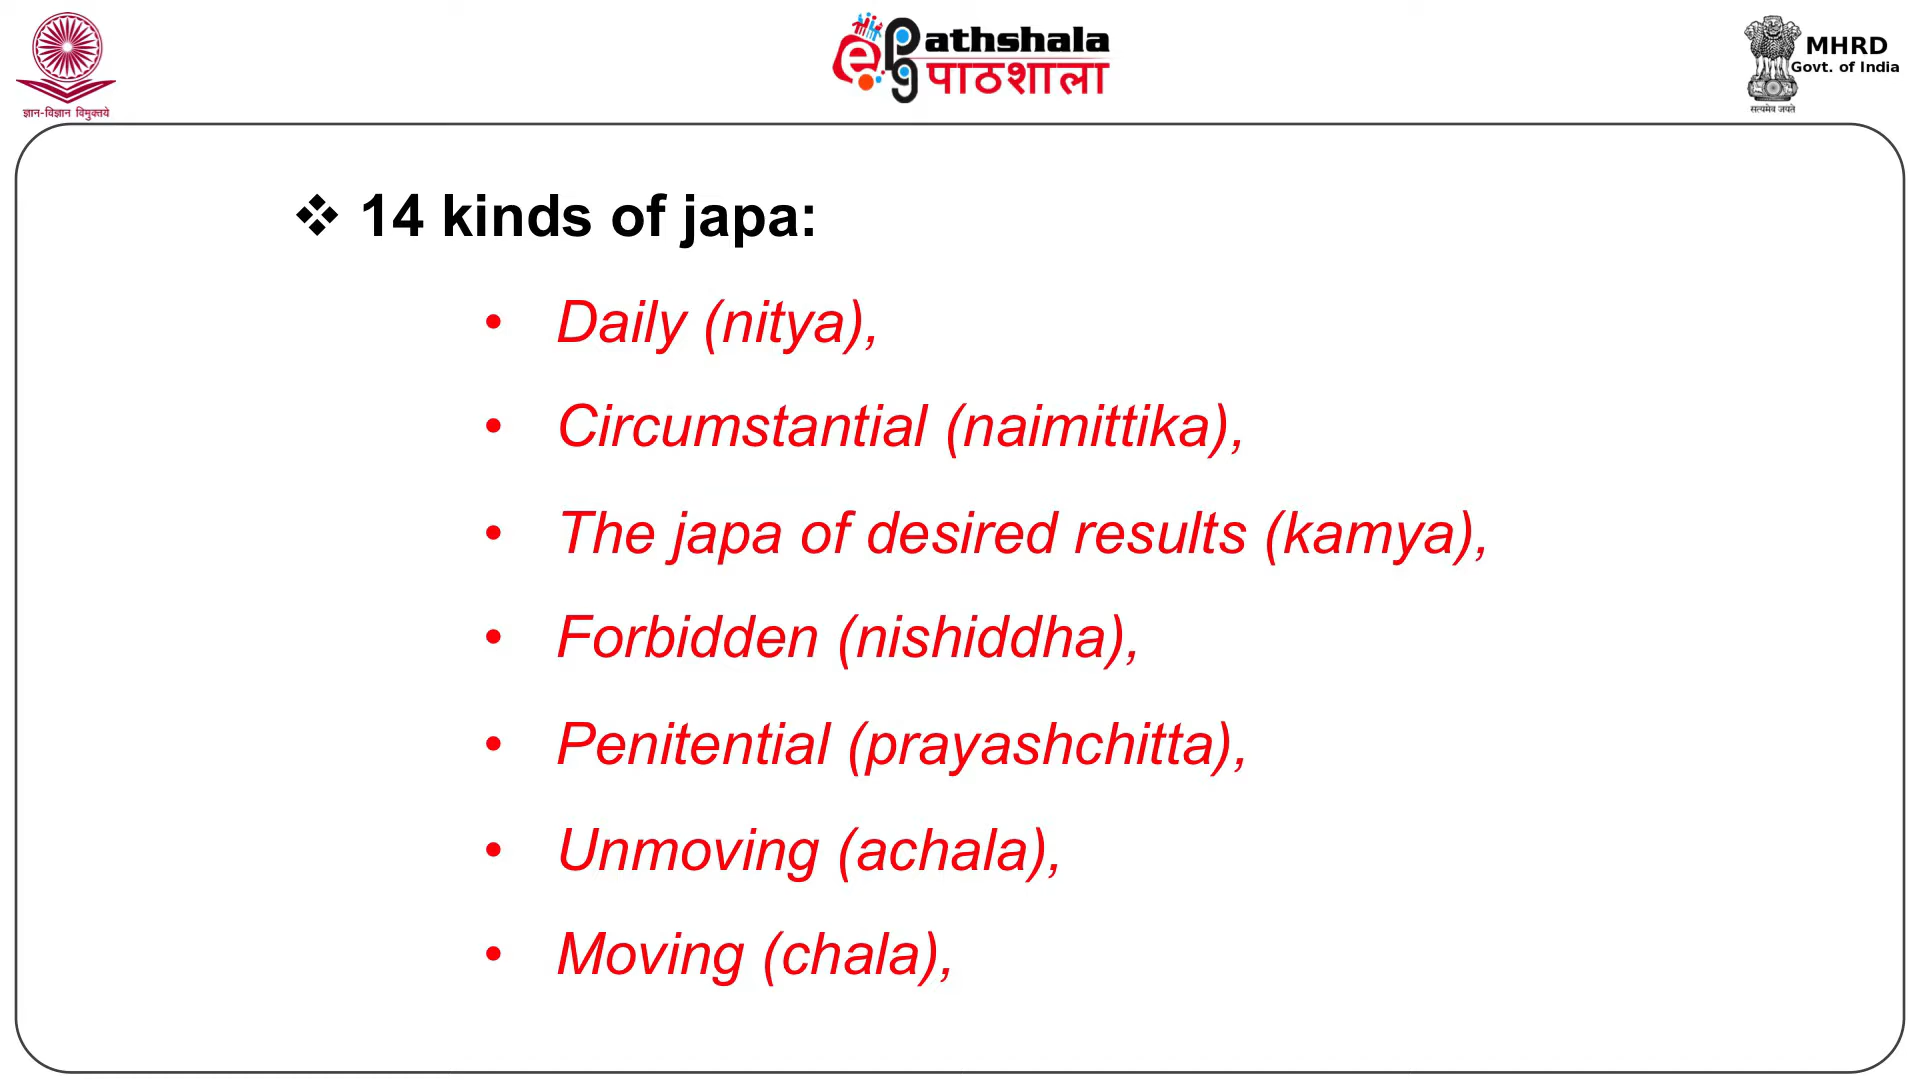 ज्ञान-विज्ञान विमुक्तये
ePathshala
पाठशाला
MHRD
Govt. of India
सत्यमेव जयते
❖ 14 kinds of japa:
• Daily (nitya),
• Circumstantial (naimittika),
• The japa of desired results (kamya),
• Forbidden (nishiddha),
• Penitential (prayashchitta),
• Unmoving (achala),
• Moving (chala),